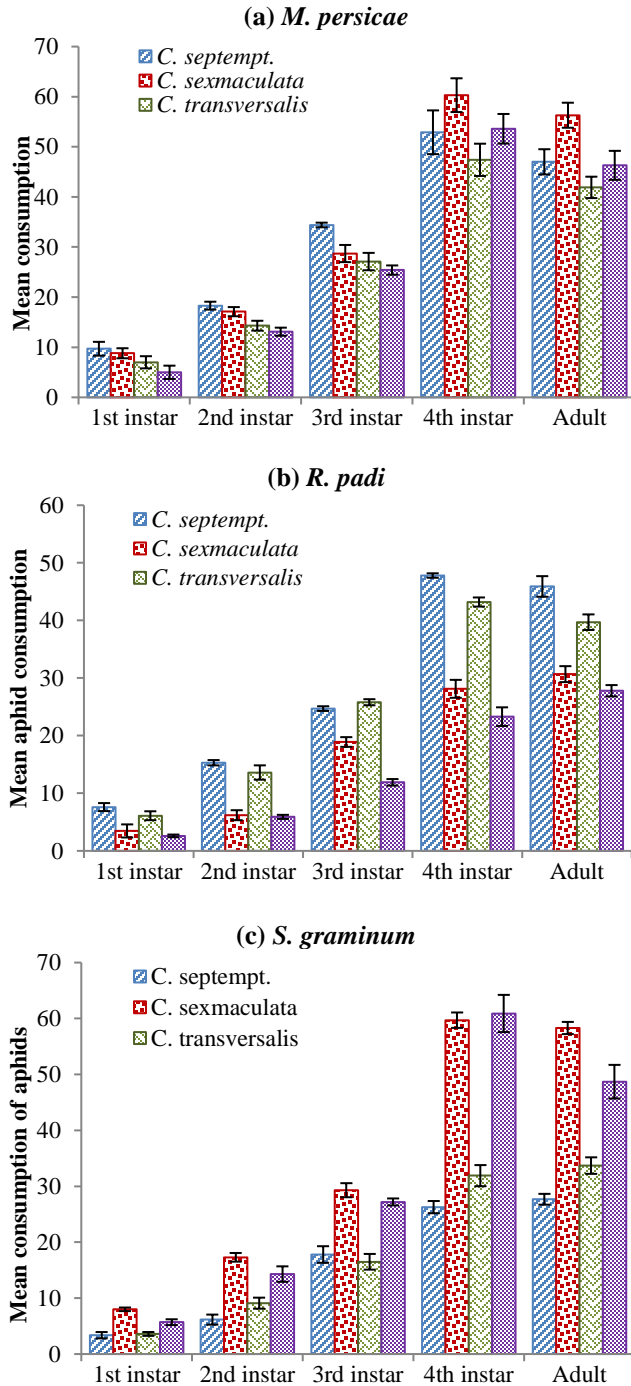 (a) M. persicae
Mean consumption
70
60
50
40
30
20
10
0
C. septempt.
C. sexmaculata
C. transversalis
1st instar 2nd instar 3rd instar 4th instar Adult
(b) R. padi
Mean aphid consumption
60
50
40
30
20
10
0
C. septempt.
C. sexmaculata
C. transversalis
1st instar 2nd instar 3rd instar 4th instar Adult
(c) S. graminum
Mean consumption of aphids
70
60
50
40
30
20
10
0
C. septempt.
C. sexmaculata
C. transversalis
1st instar 2nd instar 3rd instar 4th instar Adult